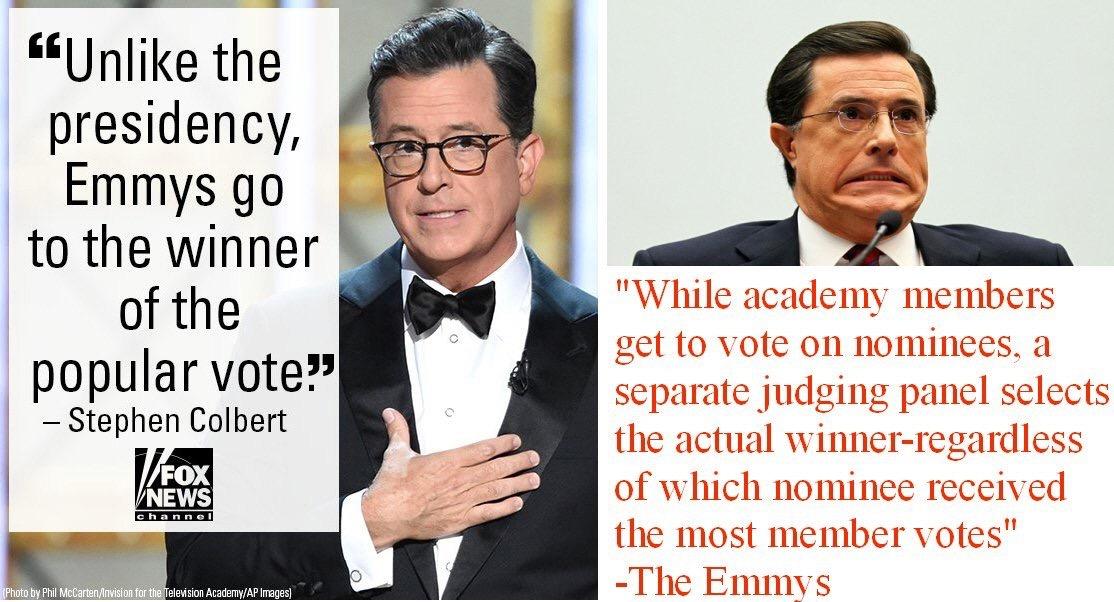 “Unlike the
presidency,
Emmys go
to the winner
of the
popular vote.”
– Stephen Colbert
FOX
NEWS
channel
(Photo by Phil McCarten/Invision for the Television Academy/AP Images)
"While academy members
get to vote on nominees, a
separate judging panel selects
the actual winner-regardless
of which nominee received
the most member votes"
-The Emmys